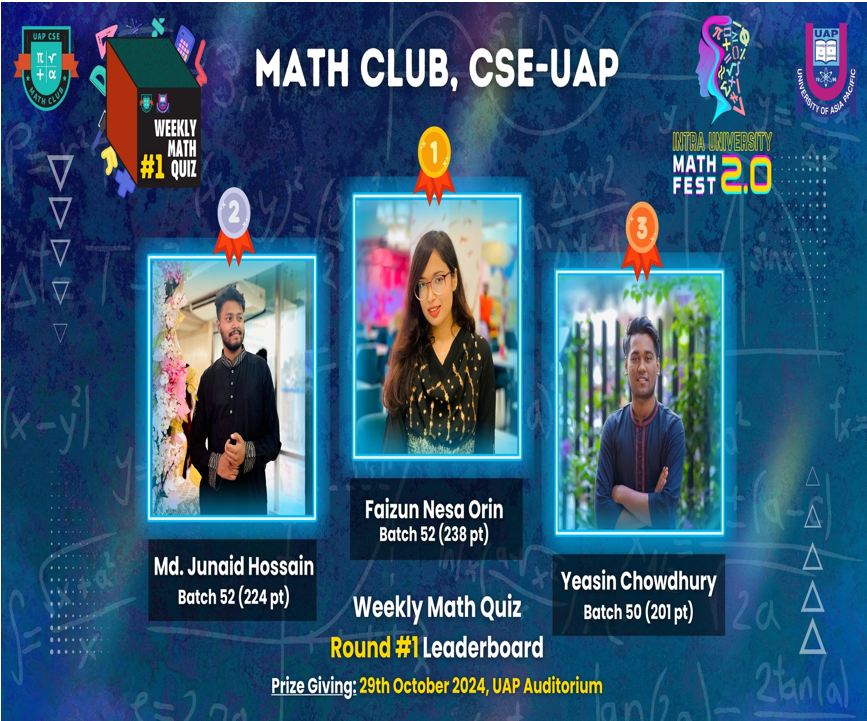 UAP CSE
MATH CLUB
WEEKLY
MATH
#1 QUIZ
MATH CLUB, CSE-UAP
INTRA UNIVERSITY
MATH
FEST 2.0
UAP
UNIVERSITY OF ASIA PACIFIC
1
2
3
Faizun Nesa Orin
Batch 52 (238 pt)
Md. Junaid Hossain
Batch 52 (224 pt)
Yeasin Chowdhury
Batch 50 (201 pt)
Weekly Math Quiz
Round #1 Leaderboard
Prize Giving: 29th October 2024, UAP Auditorium